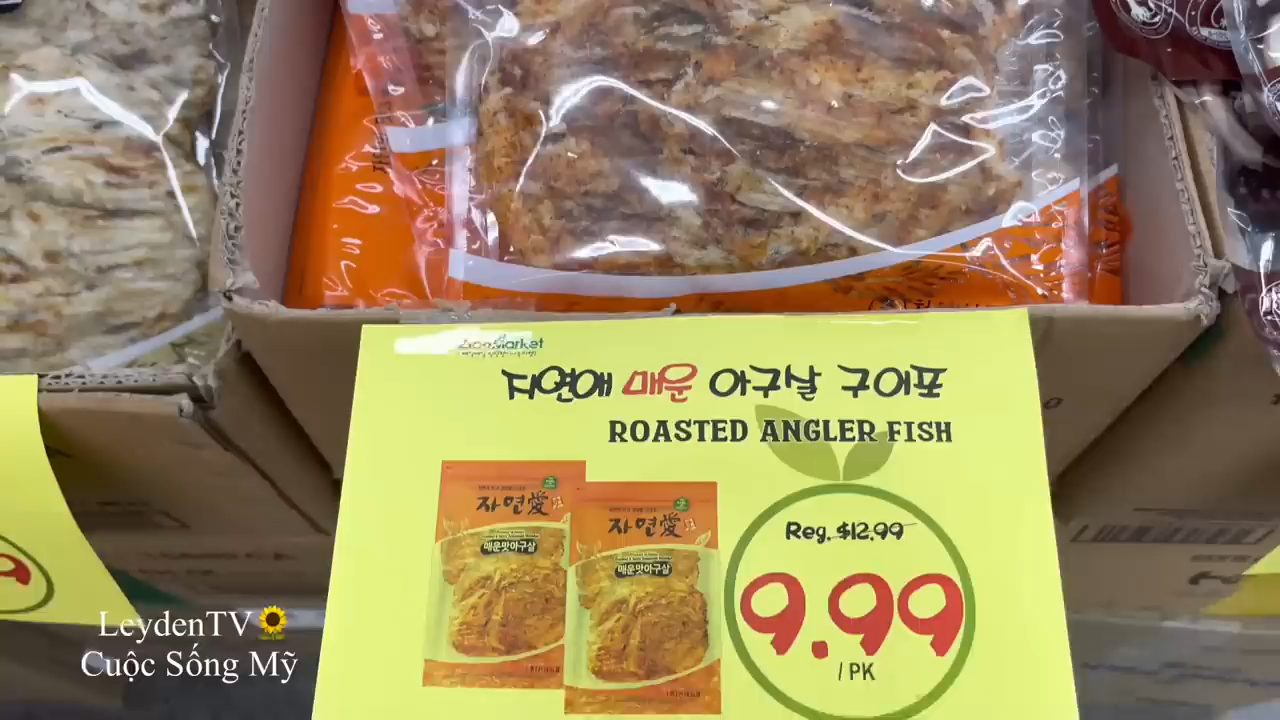 Market
자연애 매운 아구살 구이포
ROASTED ANGLER FISH
자연愛
매운맛아구살
자연愛
매운맛아구살
Reg. $12.99
9.99
/ PK
LeydenTV🌻
Cuộc Sống Mỹ